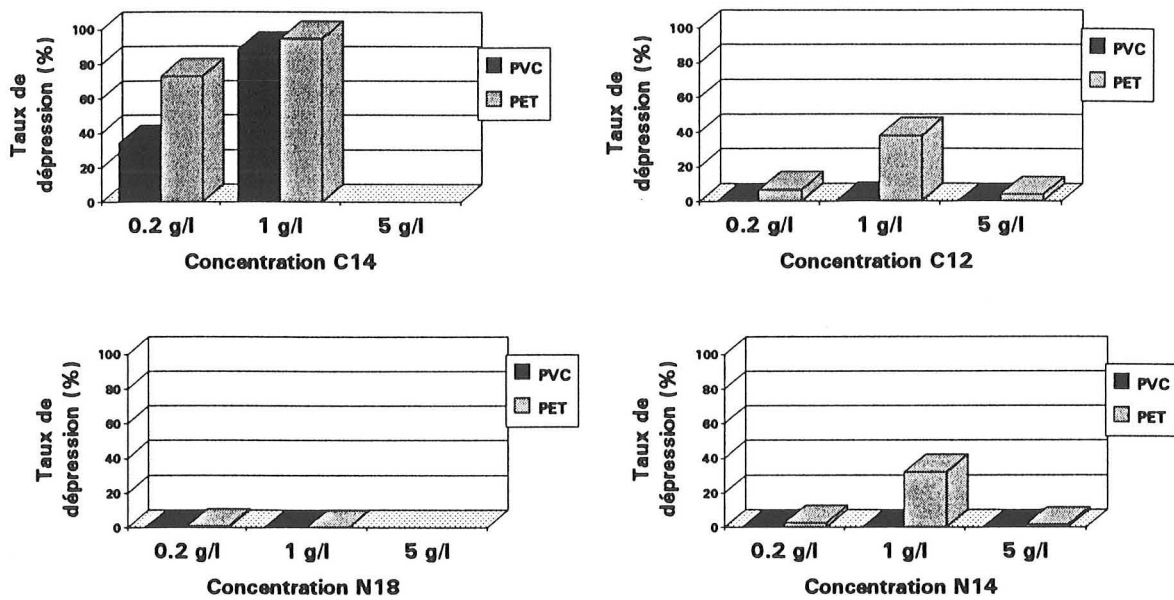 Taux de
dépression (%)
100
80
60
40
20
0
0.2 g/l
1 g/l
5 g/l
Concentration C14
PVC
PET
Taux de
dépression (%)
100
80
60
40
20
0
0.2 g/l
1 g/l
5 g/l
Concentration C12
PVC
PET
Taux de
dépression (%)
100
80
60
40
20
0
0.2 g/l
1 g/l
5 g/l
Concentration N18
PVC
PET
Taux de
dépression (%)
100
80
60
40
20
0
0.2 g/l
1 g/l
5 g/l
Concentration N14
PVC
PET